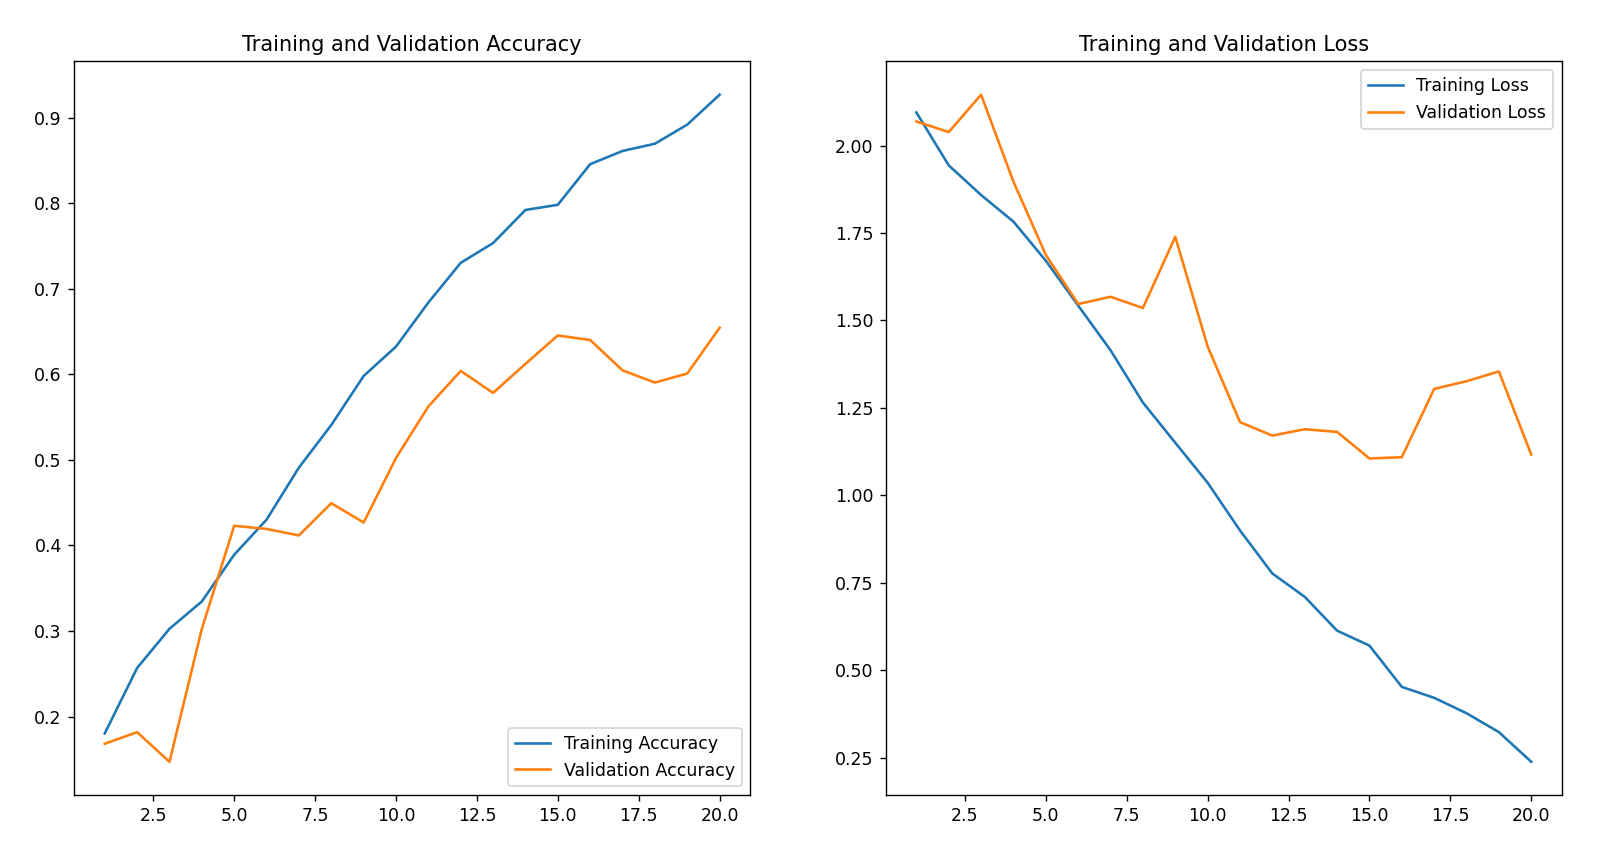 Training and Validation Accuracy
0.9
0.8
0.7
0.6
0.5
0.4
0.3
0.2
2.5 5.0 7.5 10.0 12.5 15.0 17.5 20.0
Training Accuracy
Validation Accuracy
Training and Validation Loss
2.00
1.75
1.50
1.25
1.00
0.75
0.50
0.25
2.5 5.0 7.5 10.0 12.5 15.0 17.5 20.0
Training Loss
Validation Loss